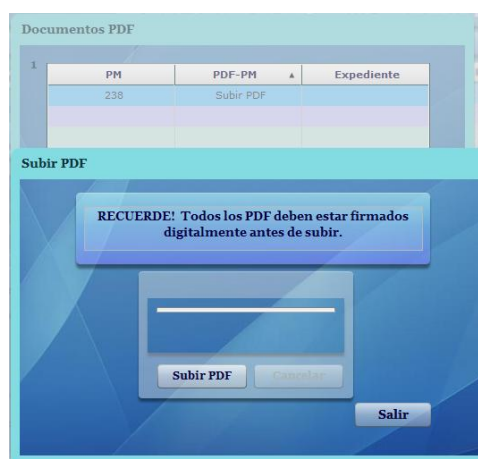 Documentos PDF
1
PM PDF-PM Expediente
238 Subir PDF
Subir PDF
RECUERDE! Todos los PDF deben estar firmados
digitalmente antes de subir.
Subir PDF Cancelar
Salir